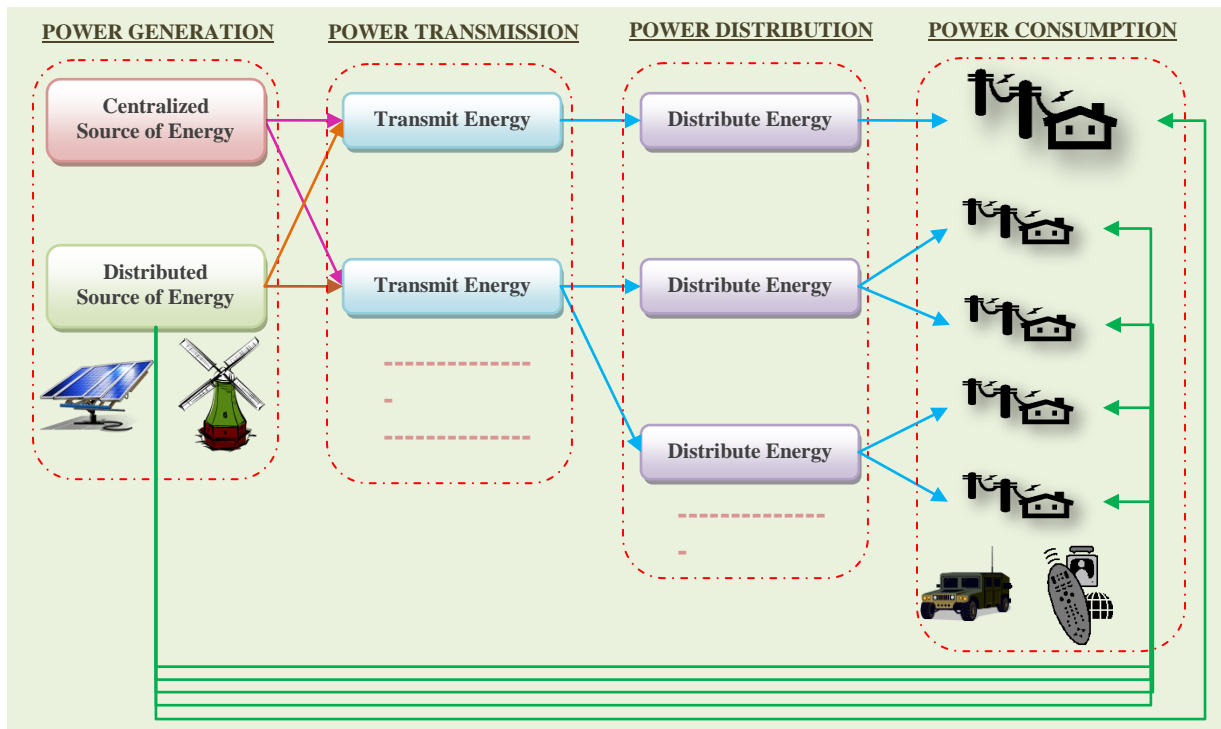 POWER GENERATION
POWER TRANSMISSION
POWER DISTRIBUTION
POWER CONSUMPTION
Centralized
Source of Energy
Transmit Energy
Distribute Energy
Distributed
Source of Energy
Transmit Energy
Distribute Energy
--------------
-
--------------
Distribute Energy
--------------
-